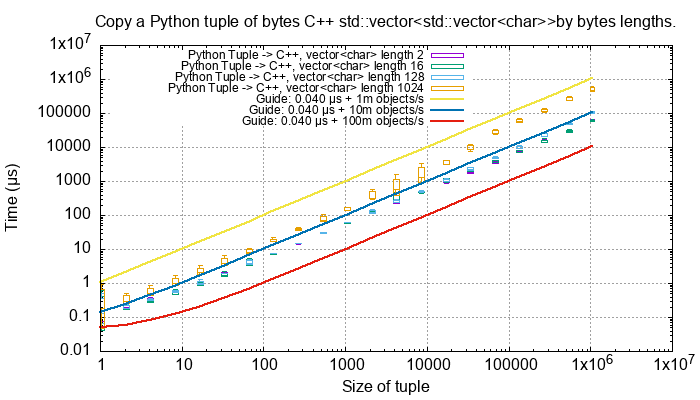 Copy a Python tuple of bytes C++ std::vector<std::vector<char>>by bytes lengths.
1x10^7
1x10^6
100000
10000
1000
100
10
1
0.1
0.01
Time (µs)
Python Tuple -> C++, vector<char> length 2
Python Tuple -> C++, vector<char> length 16
Python Tuple -> C++, vector<char> length 128
Python Tuple -> C++, vector<char> length 1024
Guide: 0.040 µs + 1m objects/s
Guide: 0.040 µs + 10m objects/s
Guide: 0.040 µs + 100m objects/s
1 10 100 1000 10000 100000 1x10^6 1x10^7
Size of tuple